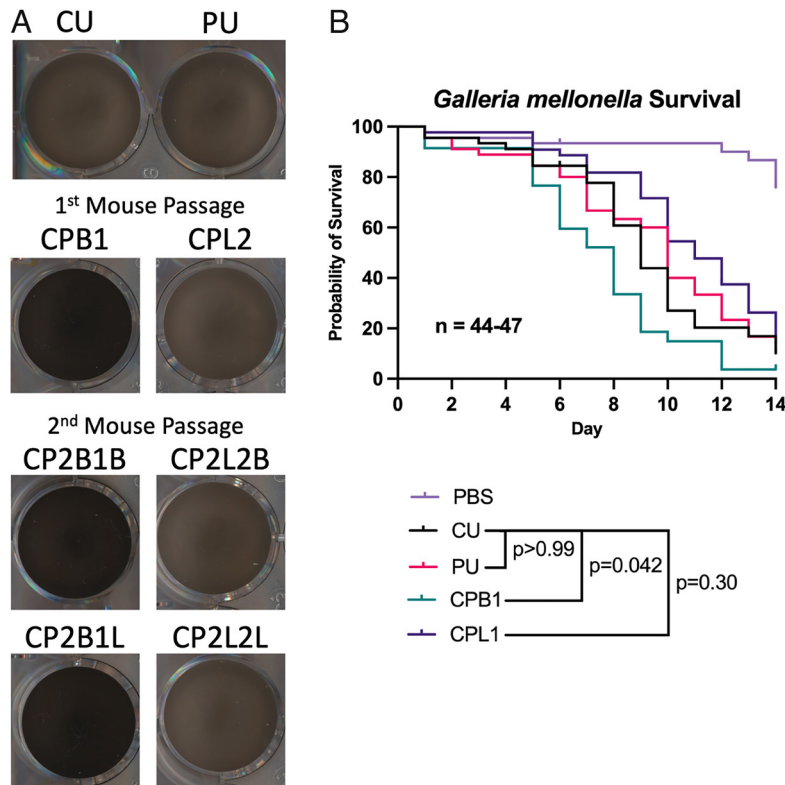 A
CU PU
1st Mouse Passage
CPB1 CPL2
2nd Mouse Passage
CP2B1B CP2L2B
CP2B1L CP2L2L
B
Galleria mellonella Survival
Probability of Survival
100
80
60
40
20
0
n = 44-47
0 2 4 6 8 10 12 14
Day
PBS
CU
PU
CPB1
CPL1
p>0.99
p=0.042
p=0.30